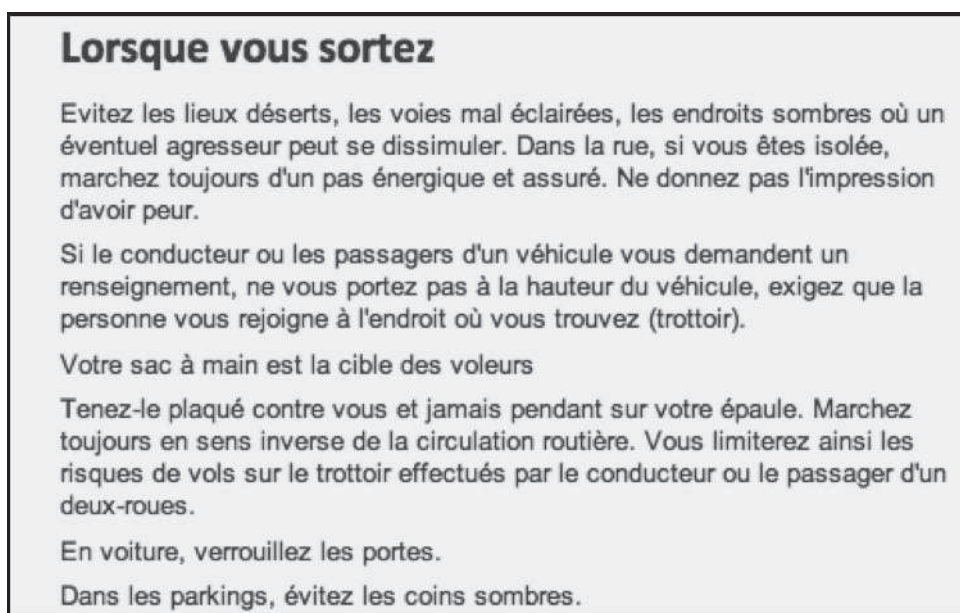 Lorsque vous sortez
Evitez les lieux déserts, les voies mal éclairées, les endroits sombres où un
éventuel agresseur peut se dissimuler. Dans la rue, si vous êtes isolée,
marchez toujours d'un pas énergique et assuré. Ne donnez pas l'impression
d'avoir peur.
Si le conducteur ou les passagers d'un véhicule vous demandent un
renseignement, ne vous portez pas à la hauteur du véhicule, exigez que la
personne vous rejoigne à l'endroit où vous trouvez (trottoir).
Votre sac à main est la cible des voleurs
Tenez-le plaqué contre vous et jamais pendant sur votre épaule. Marchez
toujours en sens inverse de la circulation routière. Vous limiterez ainsi les
risques de vols sur le trottoir effectués par le conducteur ou le passager d'un
deux-roues.
En voiture, verrouillez les portes.
Dans les parkings, évitez les coins sombres.